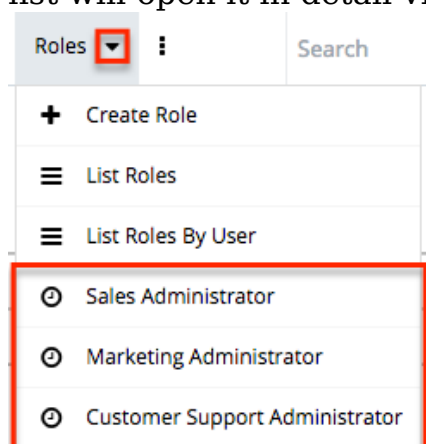 list will open it in detail vi
Roles
Search
Create Role
List Roles
List Roles By User
Sales Administrator
Marketing Administrator
Customer Support Administrator